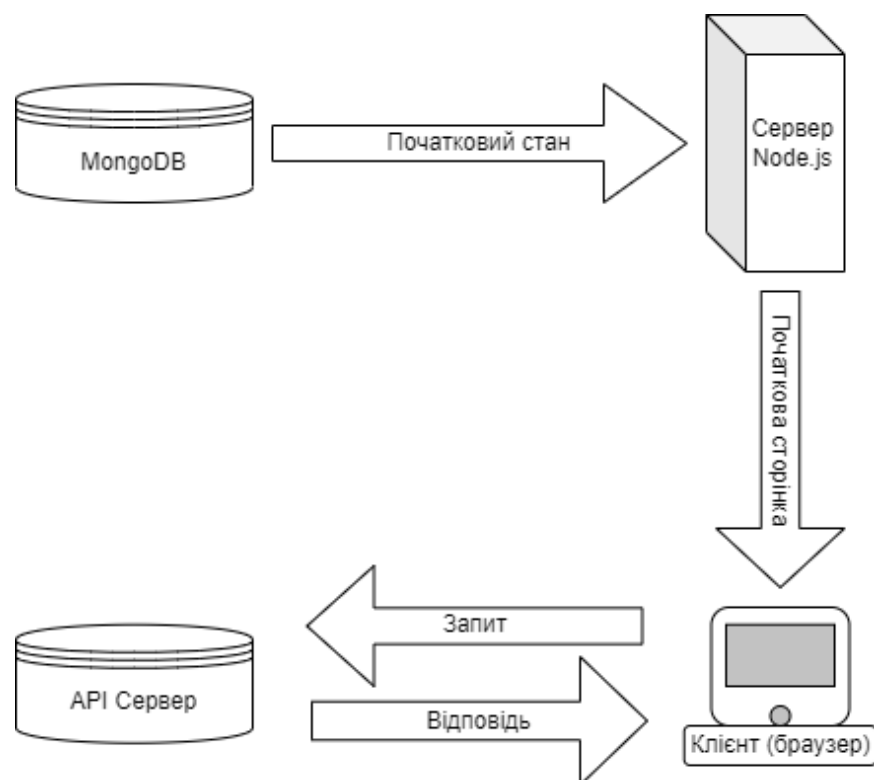 MongoDB
Початковий стан
Сервер
Node.js
Початкова сторінка
Запит
API Сервер
Відповідь
Клієнт (браузер)